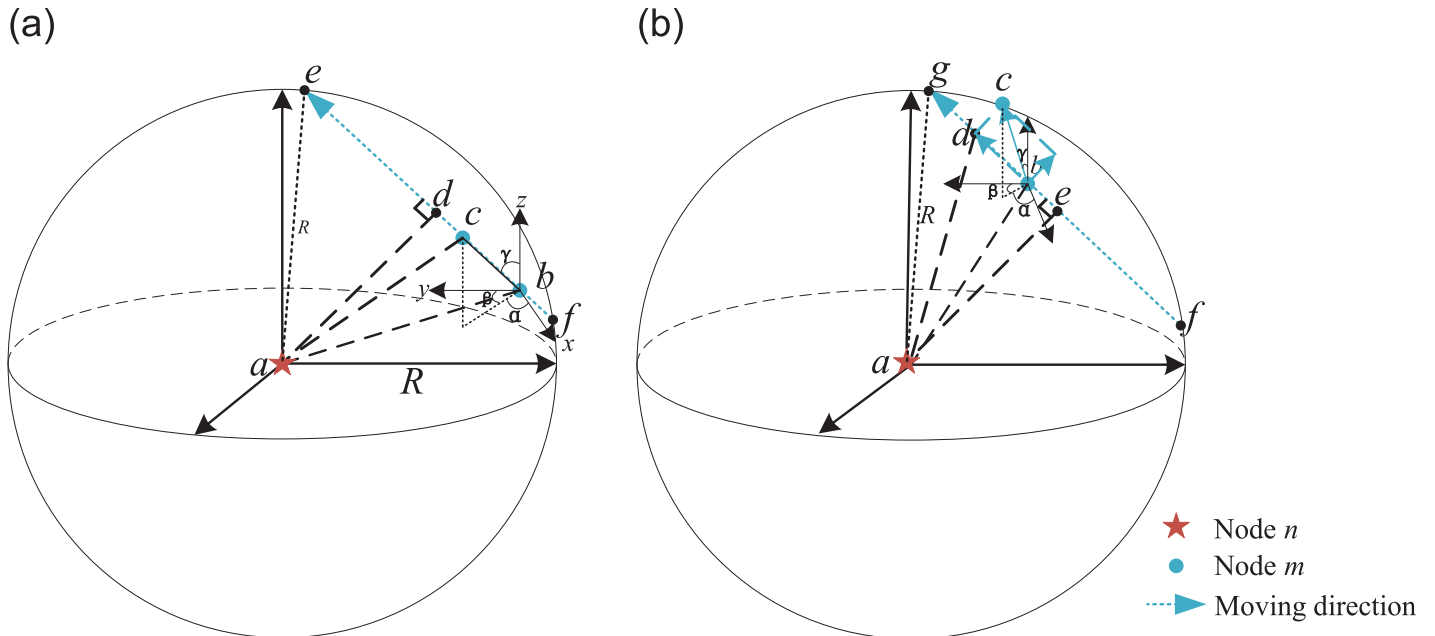 (a)
e
R
d
c
z
γ
b
y
β
α
f
x
a
R
(b)
g
c
d
γ
b
β
e
α
R
f
a
Node n
Node m
Moving direction